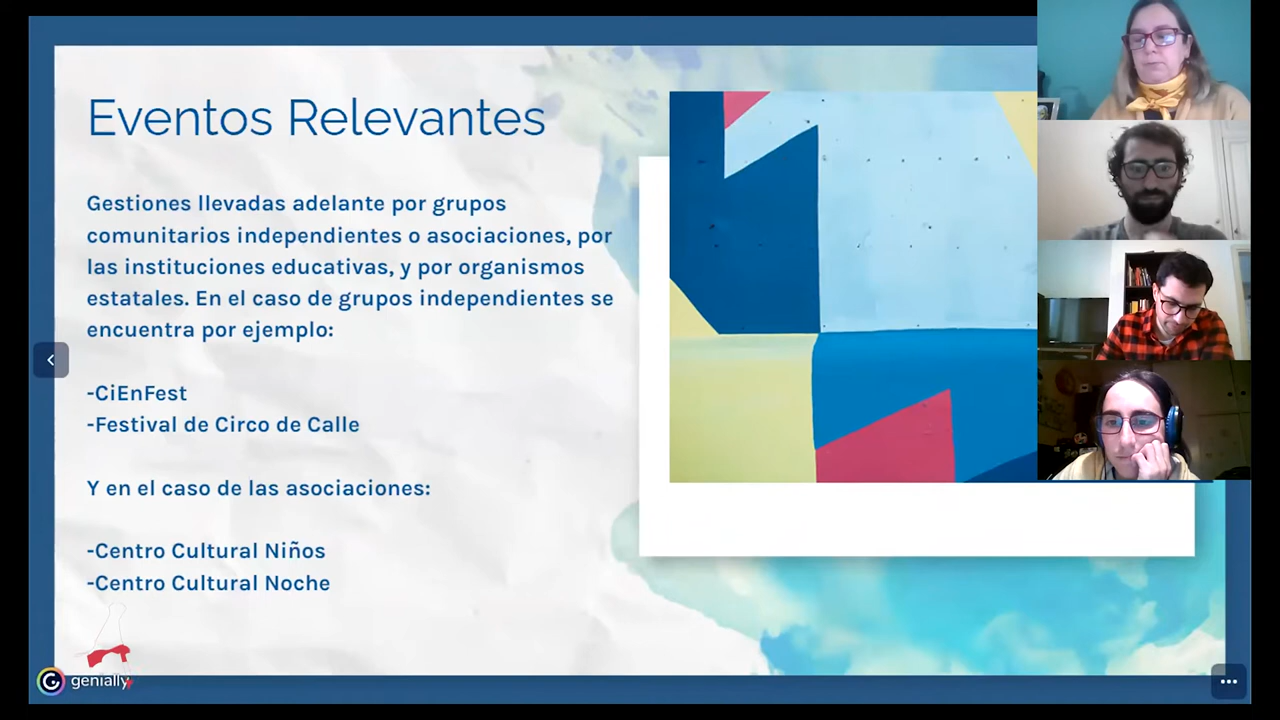 Eventos Relevantes
Gestiones llevadas adelante por grupos
comunitarios independientes o asociaciones, por
las instituciones educativas, y por organismos
estatales. En el caso de grupos independientes se
encuentra por ejemplo:
-CiEnFest
-Festival de Circo de Calle
Y en el caso de las asociaciones:
-Centro Cultural Niños
-Centro Cultural Noche
genially